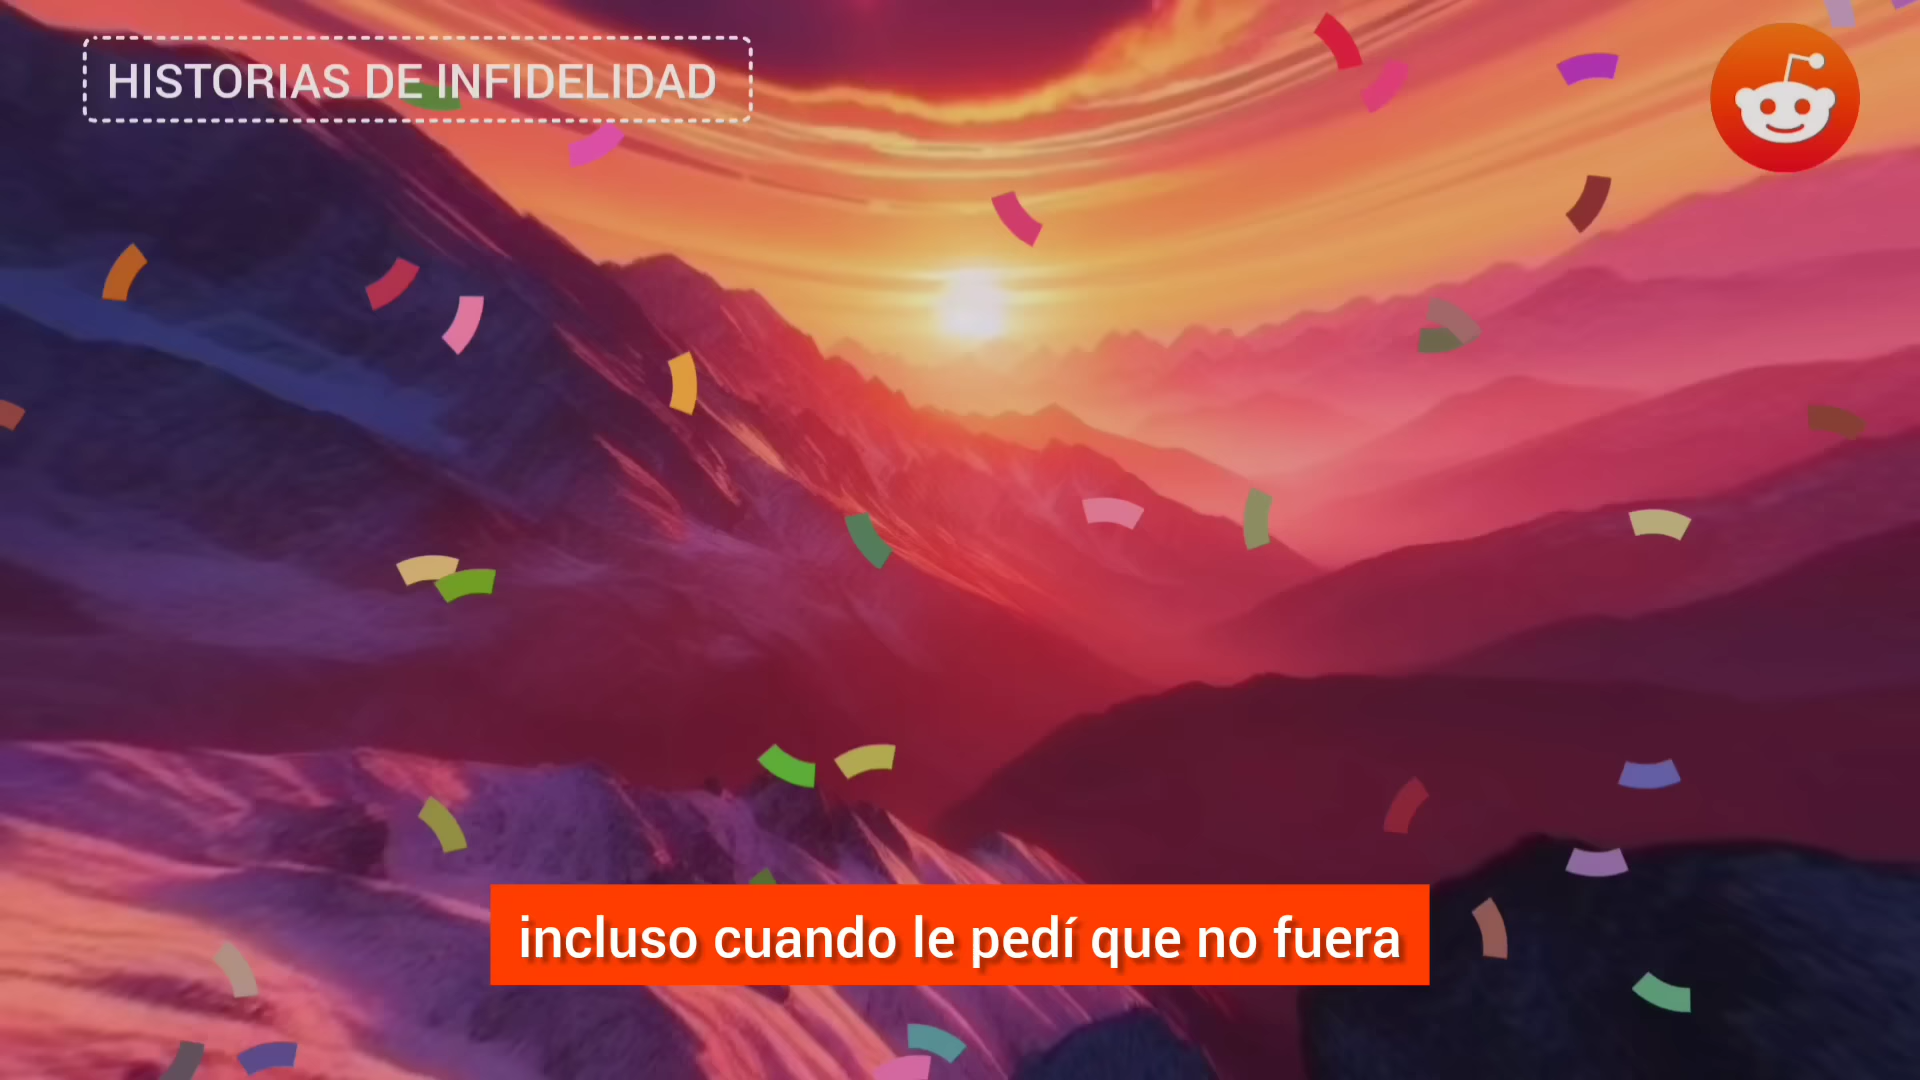 HISTORIAS DE INFIDELIDAD
incluso cuando le pedí que no fuera